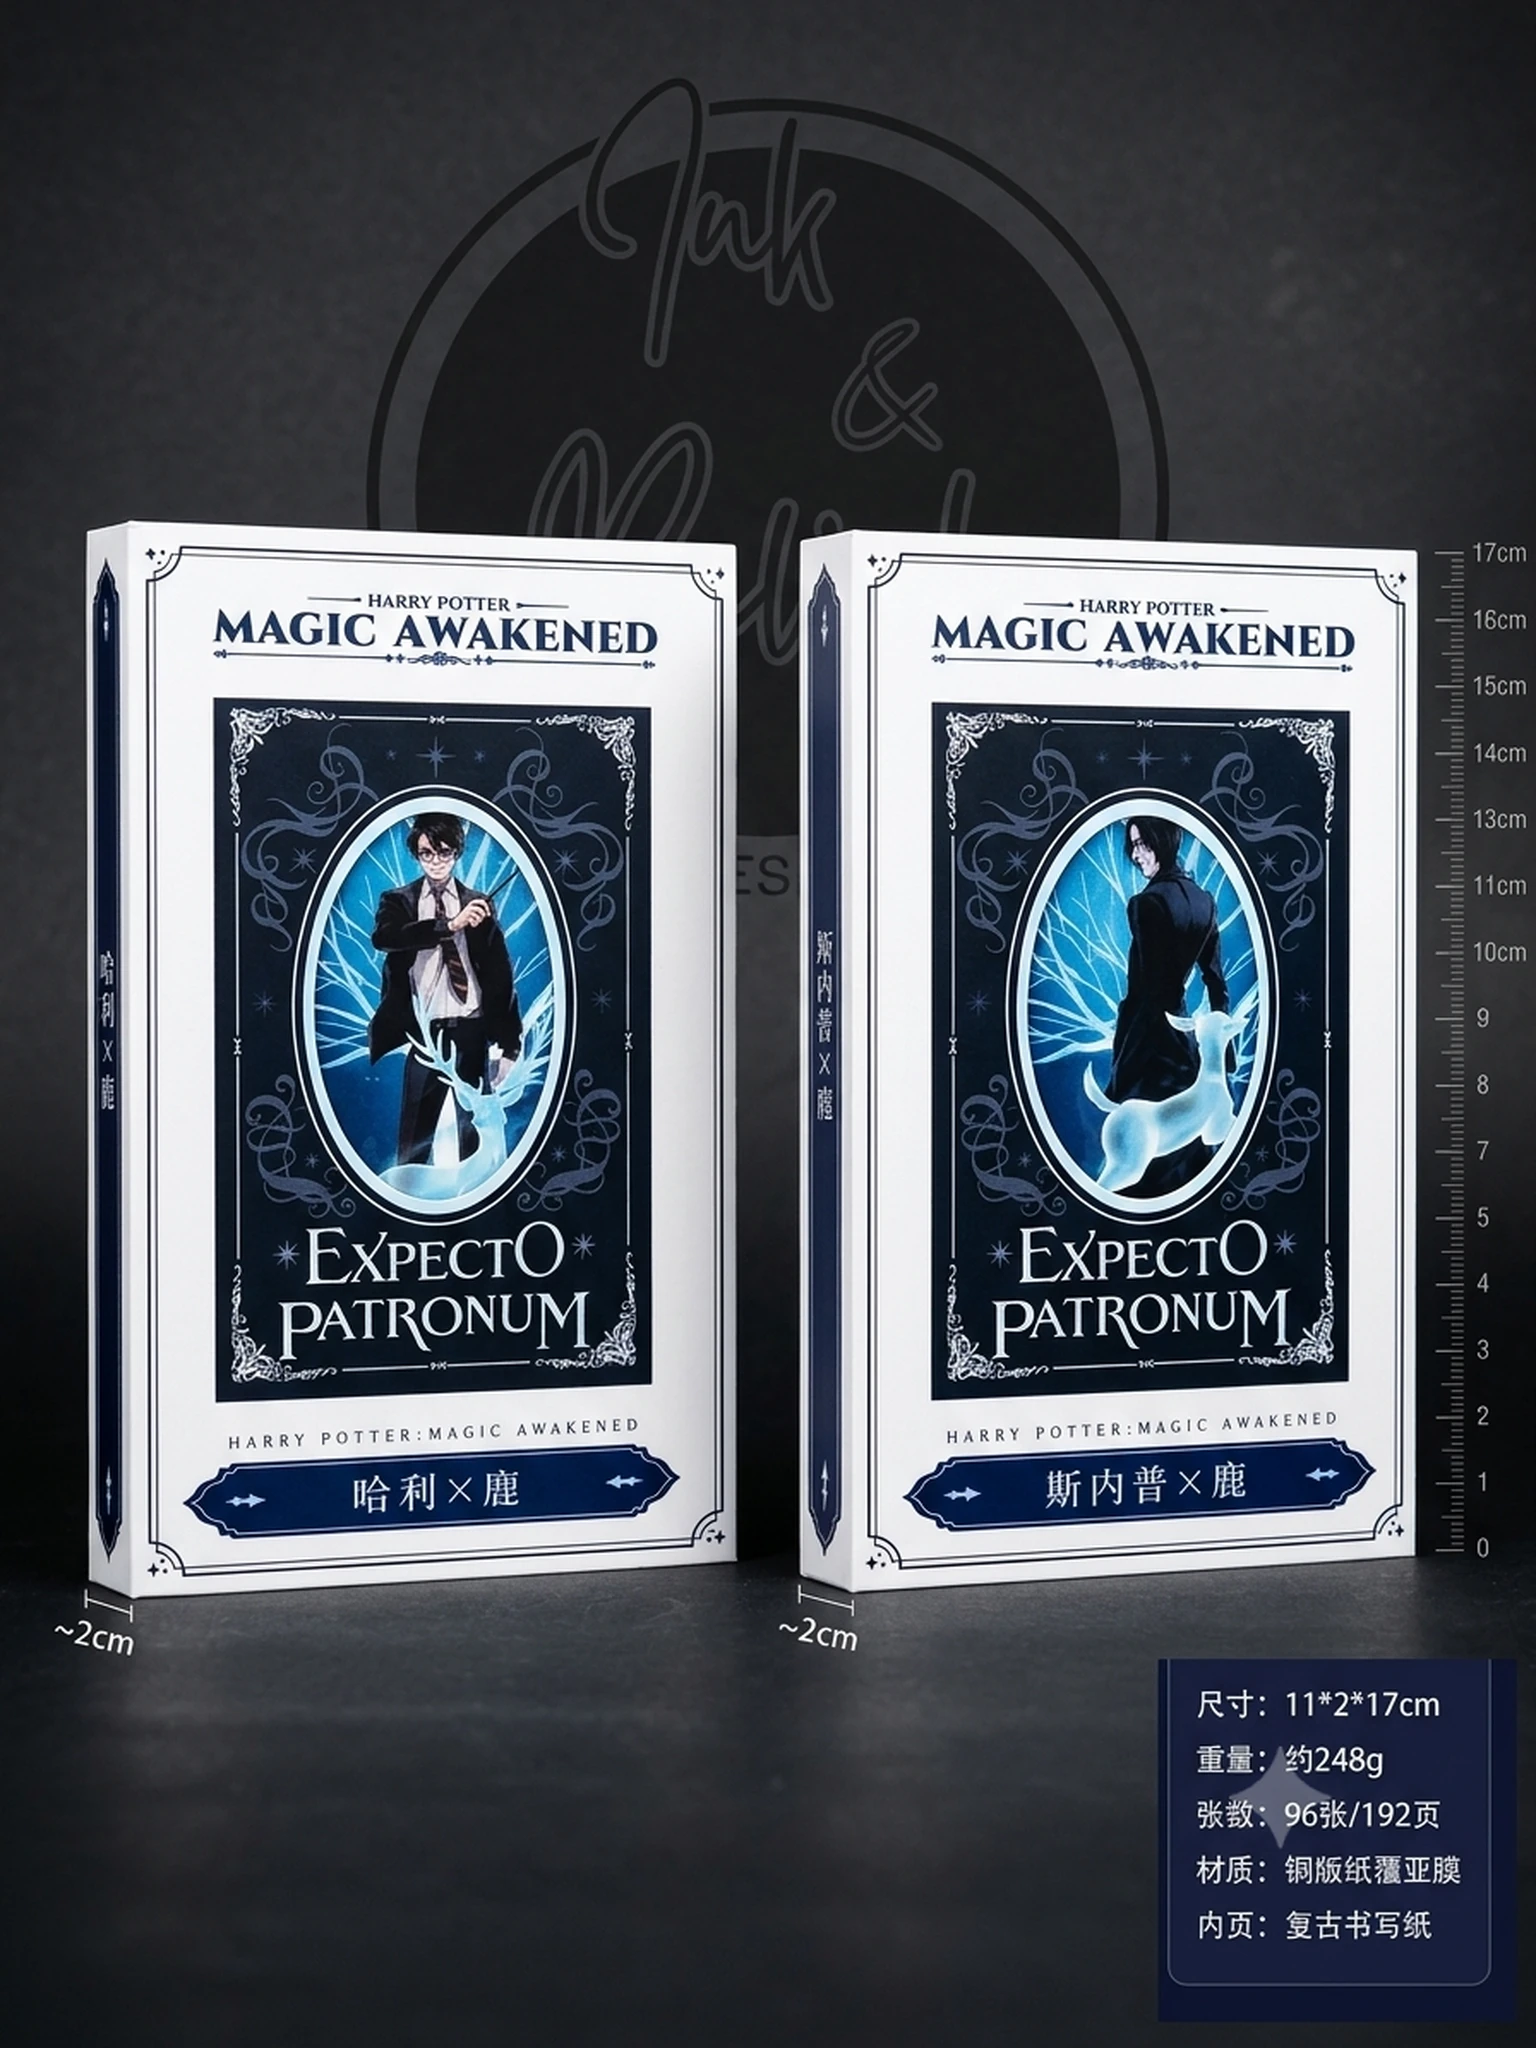 Ink
&
HARRY POTTER
MAGIC AWAKENED
EXPECTO
PATRONUM
HARRY POTTER:MAGIC AWAKENED
哈利×鹿
哈利×鹿
~2cm
HARRY POTTER
MAGIC AWAKENED
EXPECTO
PATRONUM
HARRY POTTER:MAGIC AWAKENED
斯内普×鹿
斯内普×鹿
~2cm
17cm
16cm
15cm
14cm
13cm
11cm
10cm
9
8
7
5
4
3
2
1
0
尺寸：11*2*17cm
重量：约248g
张数：96张/192页
材质：铜版纸覆亚膜
内页：复古书写纸